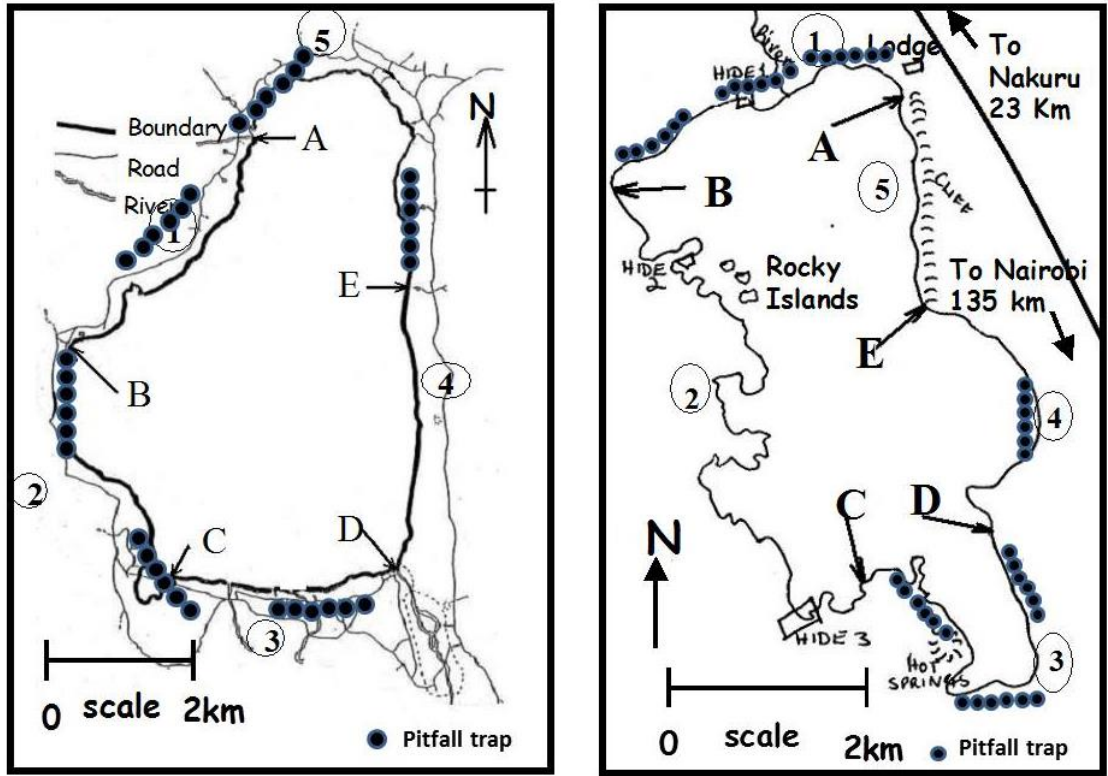 5
N
Boundary
A
Road
River
1
E
B
4
2
C
D
3
0 scale 2km
Pitfall trap
River
1
Lodge
To
Nakuru
23 Km
HIDE 1
A
B
5
CLIFF
HIDE
2
Rocky
Islands
To Nairobi
135 km
E
2
4
C
D
N
HIDE 3
HOT
SPRINGS
3
0 scale 2km
Pitfall trap